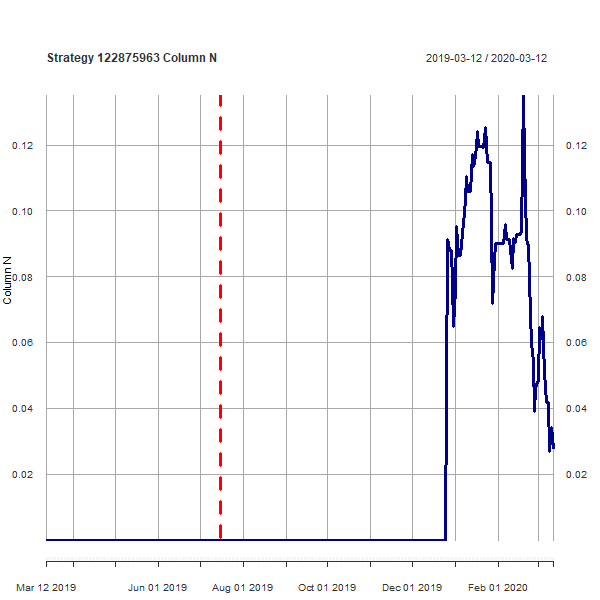 Strategy 122875963 Column N
2019-03-12 / 2020-03-12
0.12
0.12
0.10
0.10
Column N
0.08
0.08
0.06
0.06
0.04
0.04
0.02
0.02
Mar 12 2019
Jun 01 2019
Aug 01 2019
Oct 01 2019
Dec 01 2019
Feb 01 2020